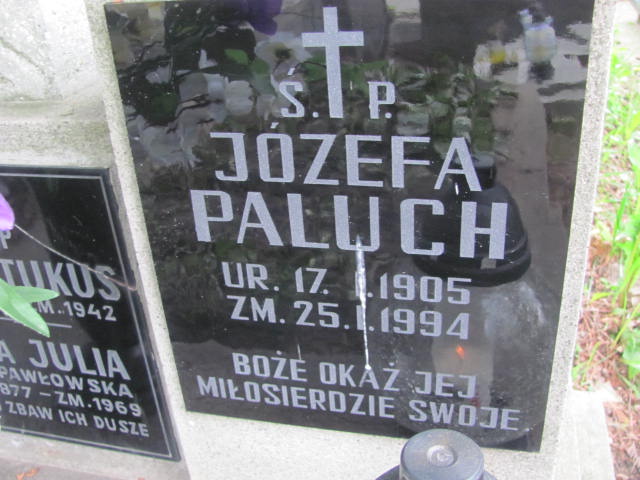 Ś. P.
JÓZEFA
PALUCH
UR. 17. 1905
ZM. 25.I.1994
BOŻE OKAŻ JEJ
MIŁOSIERDZIE SWOJE
P
TUKUS
M. 1942
A JULIA
PAWŁOWSKA
877 – ZM. 1969
ZBAW ICH DUSZE